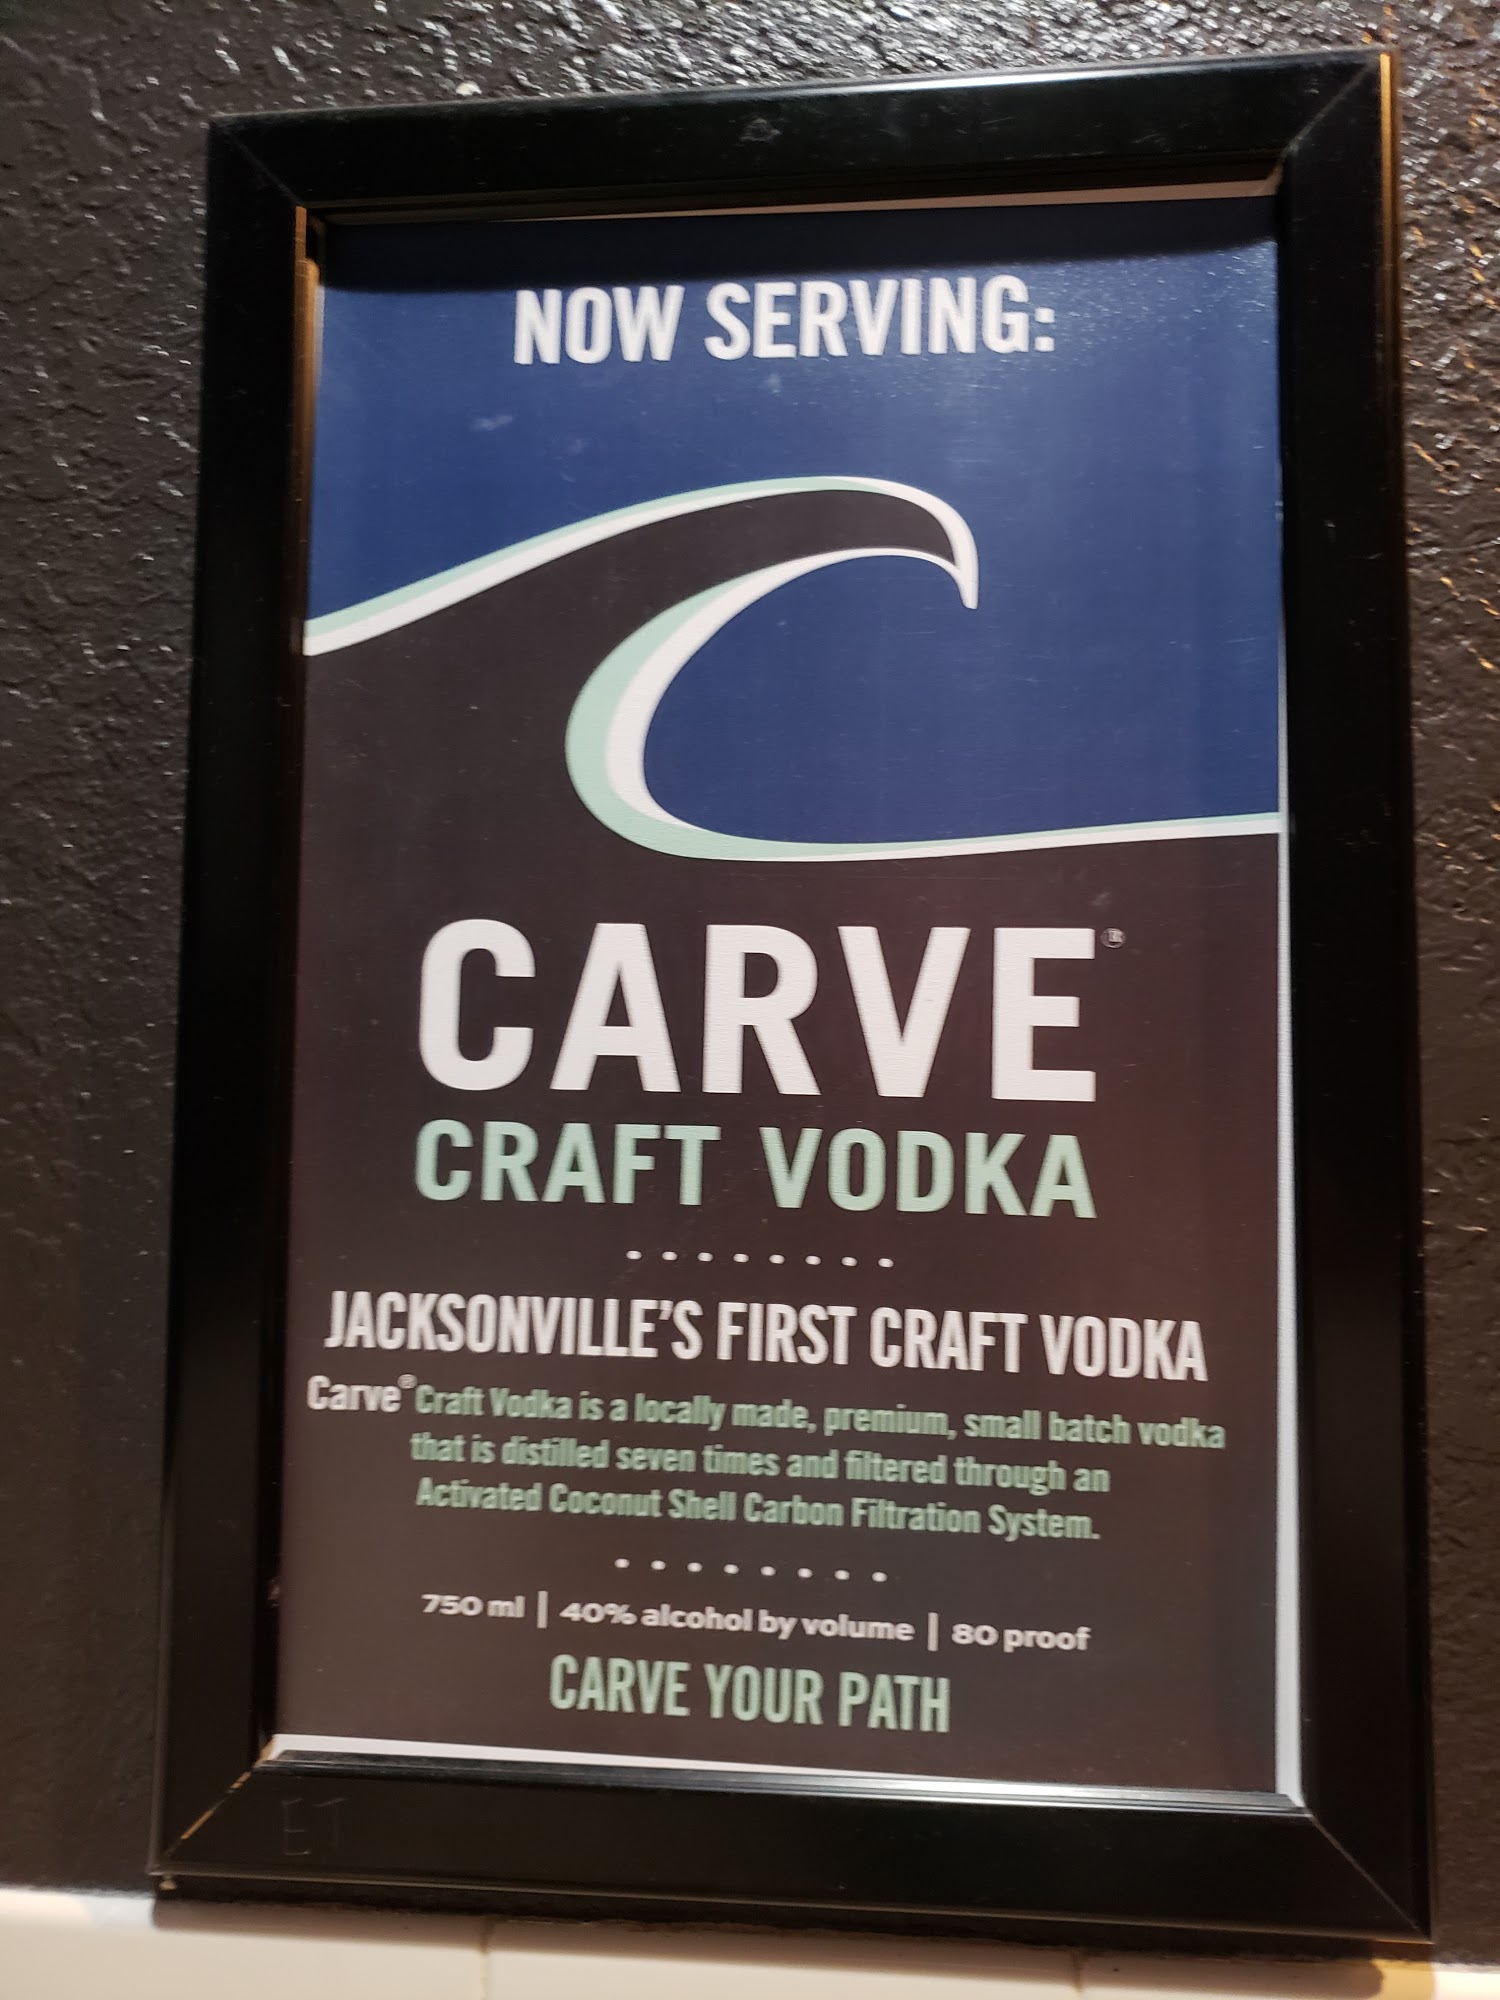 NOW SERVING:
CARVE®
CRAFT VODKA
JACKSONVILLE'S FIRST CRAFT VODKA
Carve® Craft Vodka is a locally made, premium, small batch vodka
that is distilled seven times and filtered through an
Activated Coconut Shell Carbon Filtration System.
750 ml | 40% alcohol by volume | 80 proof
CARVE YOUR PATH
ET